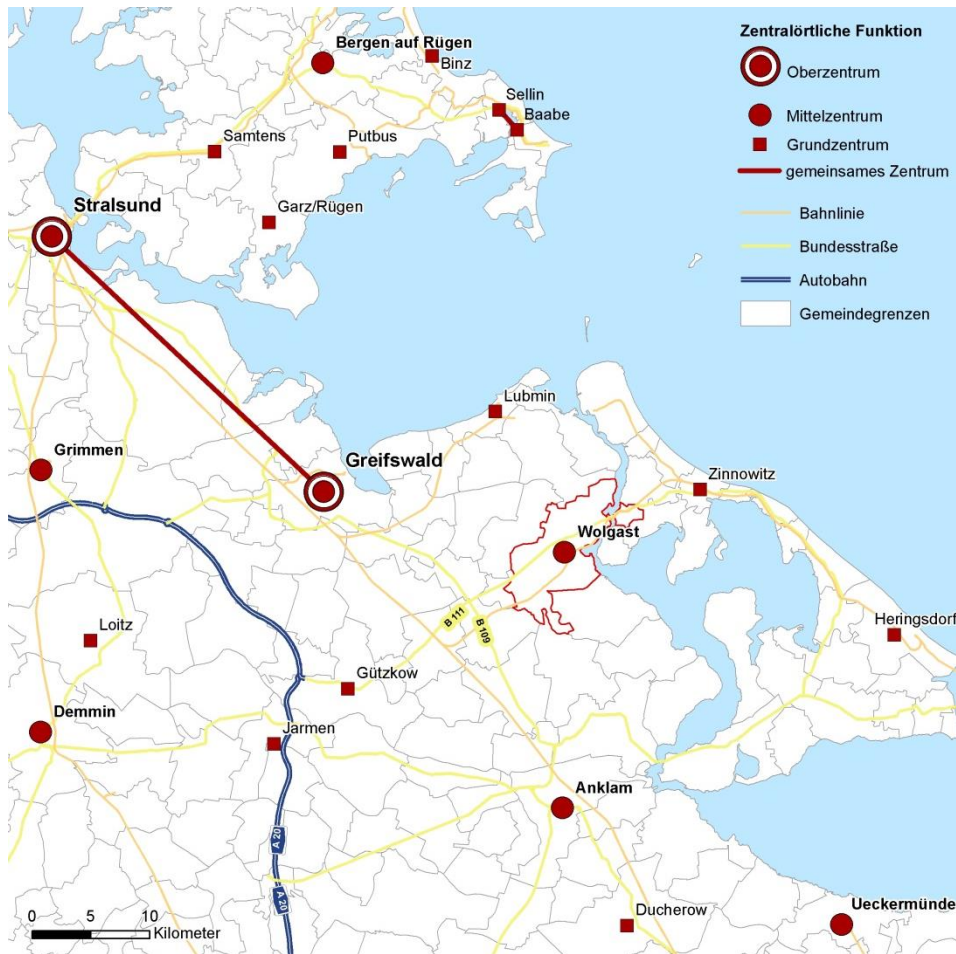 Zentralörtliche Funktion
Oberzentrum
Mittelzentrum
Grundzentrum
gemeinsames Zentrum
Bahnlinie
Bundesstraße
Autobahn
Gemeindegrenzen
Bergen auf Rügen
Binz
Sellin
Baabe
Samtens
Putbus
Stralsund
Garz/Rügen
Lubmin
Grimmen
Greifswald
Zinnowitz
Wolgast
B 111
B 109
Loitz
Heringsdorf
Gützkow
Demmin
Jarmen
Anklam
A 20
A 20
Ducherow
Ueckermünde
0 5 10
Kilometer